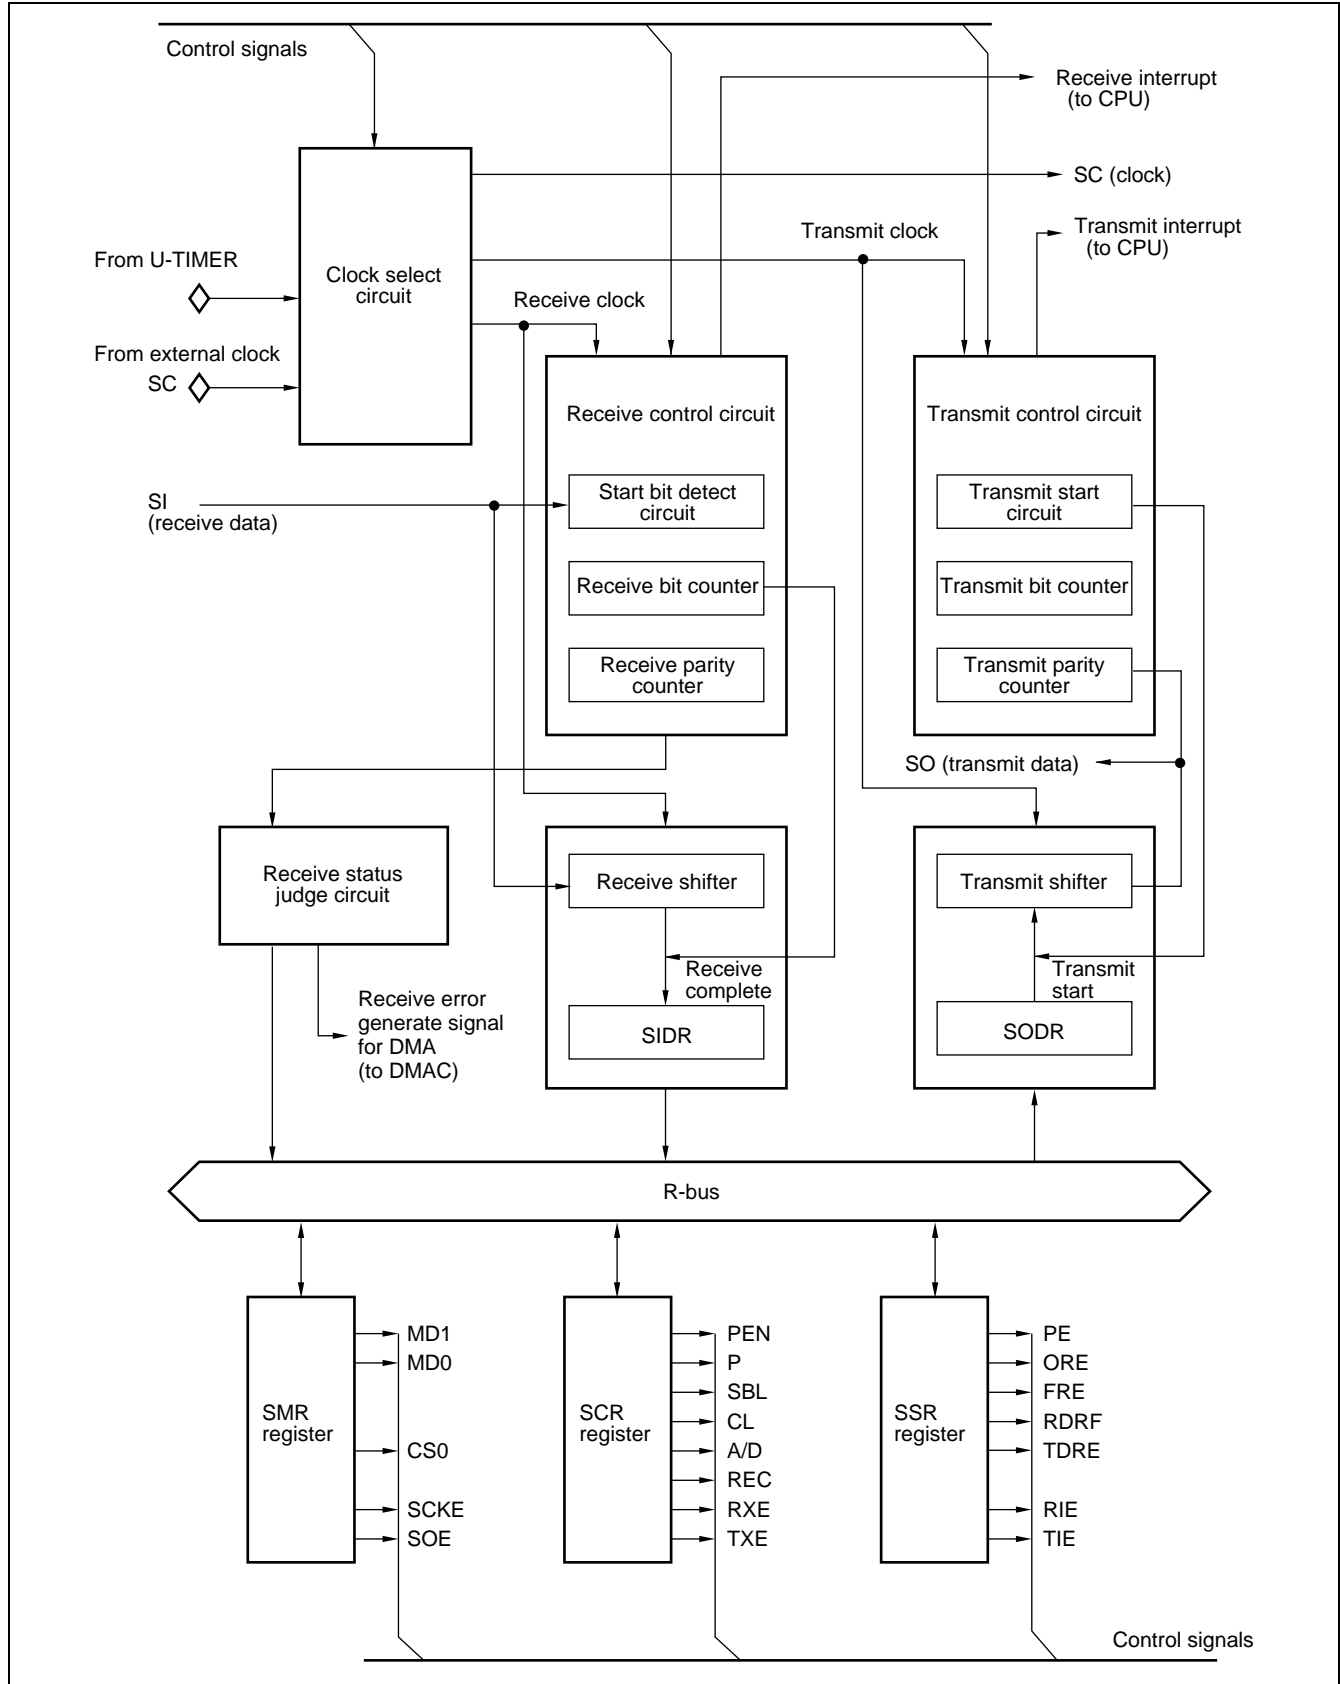 Control signals
Receive interrupt
(to CPU)
SC (clock)
Transmit clock
Transmit interrupt
(to CPU)
From U-TIMER
Clock select
circuit
Receive clock
From external clock
SC
Receive control circuit
Transmit control circuit
SI
(receive data)
Start bit detect
circuit
Transmit start
circuit
Receive bit counter
Transmit bit counter
Receive parity
counter
Transmit parity
counter
SO (transmit data)
Receive status
judge circuit
Receive shifter
Transmit shifter
Receive
complete
Transmit
start
Receive error
generate signal
for DMA
(to DMAC)
SIDR
SODR
R-bus
SMR
register
MD1
MD0
CS0
SCKE
SOE
SCR
register
PEN
P
SBL
CL
A/D
REC
RXE
TXE
SSR
register
PE
ORE
FRE
RDRF
TDRE
RIE
TIE
Control signals